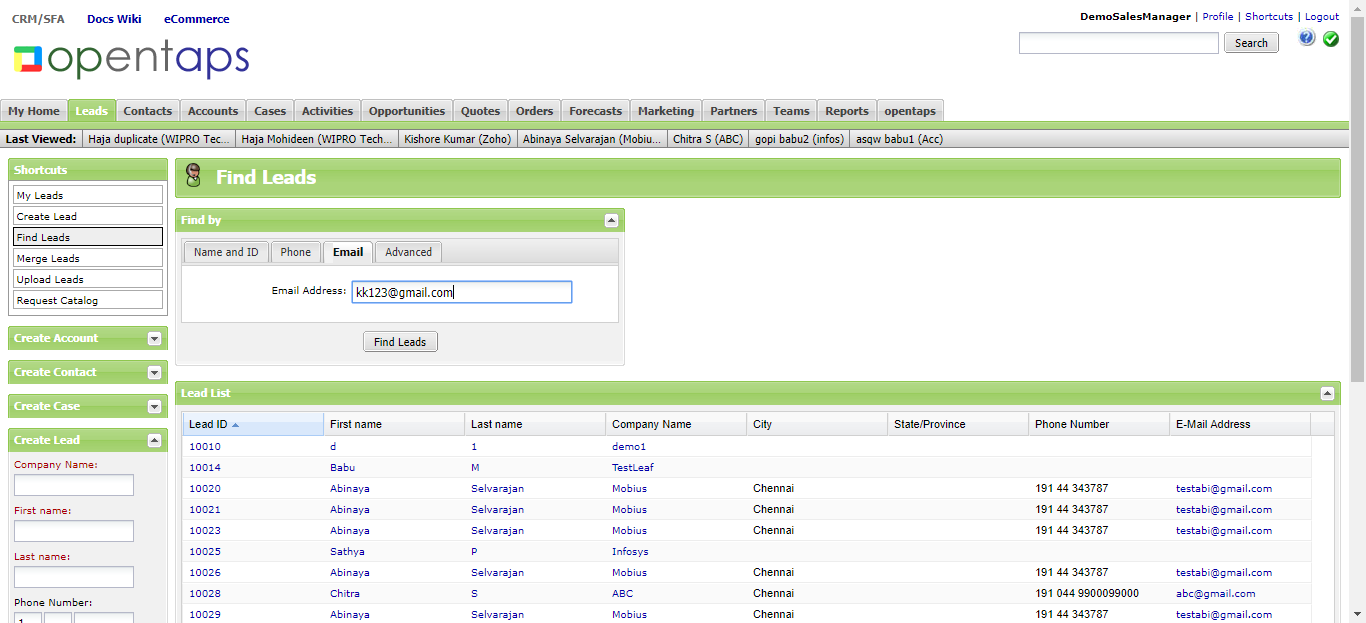 CRM/SFA Docs Wiki eCommerce
DemoSalesManager | Profile | Shortcuts | Logout
opentaps
Search
My Home Leads Contacts Accounts Cases Activities Opportunities Quotes Orders Forecasts Marketing Partners Teams Reports opentaps
Last Viewed: Haja duplicate (WIPRO Tec... Haja Mohideen (WIPRO Tech... Kishore Kumar (Zoho) Abinaya Selvarajan (Mobiu... Chitra S (ABC) gopi babu2 (infos) asqw babu1 (Acc)
Shortcuts
My Leads
Create Lead
Find Leads
Merge Leads
Upload Leads
Request Catalog
Create Account
Create Contact
Create Case
Create Lead
Company Name:
First name:
Last name:
Phone Number:
1
Find Leads
Find by
Name and ID Phone Email Advanced
Email Address: kk123@gmail.com
Find Leads
Lead List
Lead ID First name Last name Company Name City State/Province Phone Number E-Mail Address
10010 d 1 demo1
10014 Babu M TestLeaf
10020 Abinaya Selvarajan Mobius Chennai 191 44 343787 testabi@gmail.com
10021 Abinaya Selvarajan Mobius Chennai 191 44 343787 testabi@gmail.com
10023 Abinaya Selvarajan Mobius Chennai 191 44 343787 testabi@gmail.com
10025 Sathya P Infosys
10026 Abinaya Selvarajan Mobius Chennai 191 44 343787 testabi@gmail.com
10028 Chitra S ABC Chennai 191 044 9900099000 abc@gmail.com
10029 Abinaya Selvarajan Mobius Chennai 191 44 343787 testabi@gmail.com